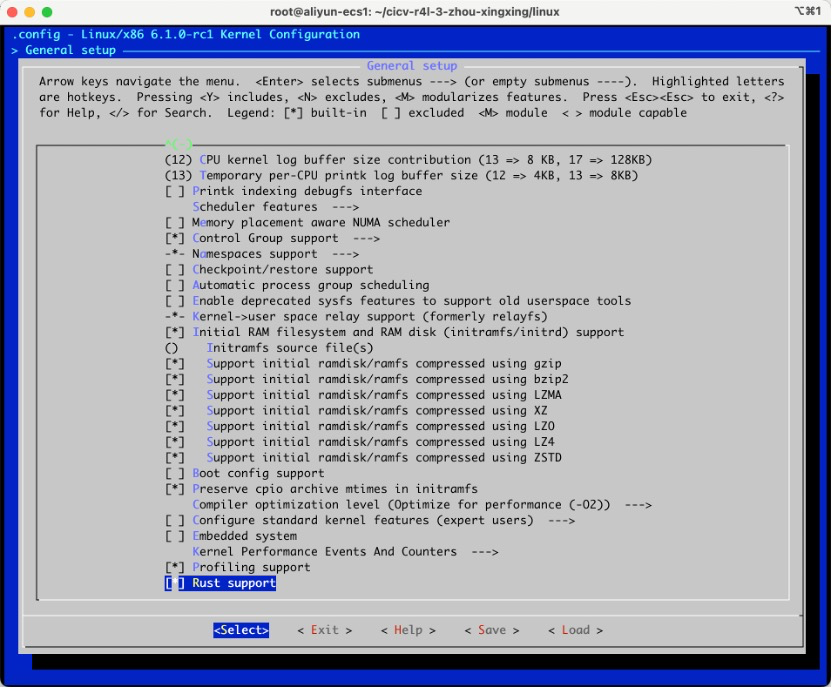 root@aliyun-ecs1: ~/cicv-r4l-3-zhou-xingxing/linux ⌥⌘1
.config - Linux/x86 6.1.0-rc1 Kernel Configuration
> General setup
General setup
Arrow keys navigate the menu.  <Enter> selects submenus ---> (or empty submenus ----).  Highlighted letters
are hotkeys.  Pressing <Y> includes, <N> excludes, <M> modularizes features.  Press <Esc><Esc> to exit, <?>
for Help, </> for Search.  Legend: [*] built-in  [ ] excluded  <M> module  < > module capable
^(-)
(12) CPU kernel log buffer size contribution (13 => 8 KB, 17 => 128KB)
(13) Temporary per-CPU printk log buffer size (12 => 4KB, 13 => 8KB)
[ ] Printk indexing debugfs interface
Scheduler features  --->
[ ] Memory placement aware NUMA scheduler
[*] Control Group support  --->
-*- Namespaces support  --->
[ ] Checkpoint/restore support
[ ] Automatic process group scheduling
[ ] Enable deprecated sysfs features to support old userspace tools
-*- Kernel->user space relay support (formerly relayfs)
[*] Initial RAM filesystem and RAM disk (initramfs/initrd) support
()    Initramfs source file(s)
[*]   Support initial ramdisk/ramfs compressed using gzip
[*]   Support initial ramdisk/ramfs compressed using bzip2
[*]   Support initial ramdisk/ramfs compressed using LZMA
[*]   Support initial ramdisk/ramfs compressed using XZ
[*]   Support initial ramdisk/ramfs compressed using LZO
[*]   Support initial ramdisk/ramfs compressed using LZ4
[*]   Support initial ramdisk/ramfs compressed using ZSTD
[ ] Boot config support
[*] Preserve cpio archive mtimes in initramfs
Compiler optimization level (Optimize for performance (-O2))  --->
[ ] Configure standard kernel features (expert users)  --->
[ ] Embedded system
Kernel Performance Events And Counters  --->
[*] Profiling support
[*] Rust support
<Select>    < Exit >    < Help >    < Save >    < Load >